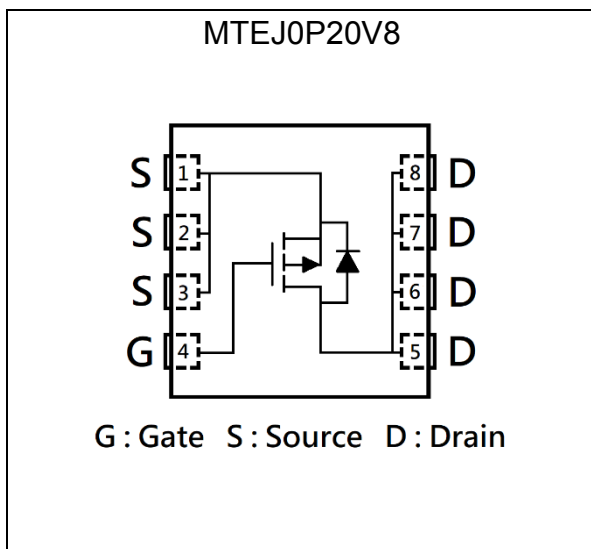 MTEJ0P20V8
S 1 8 D
S 2 7 D
S 3 6 D
G 4 5 D
G : Gate S : Source D : Drain